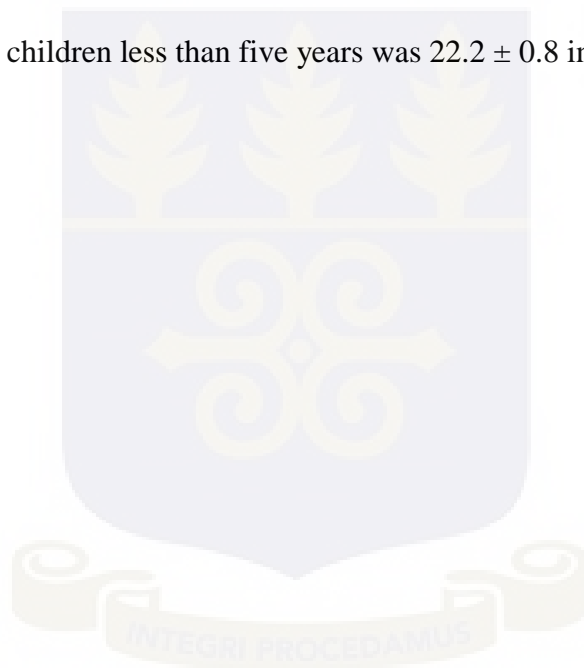 children less than five years was 22.2 ± 0.8 in
INTEGRI PROCEDAMUS